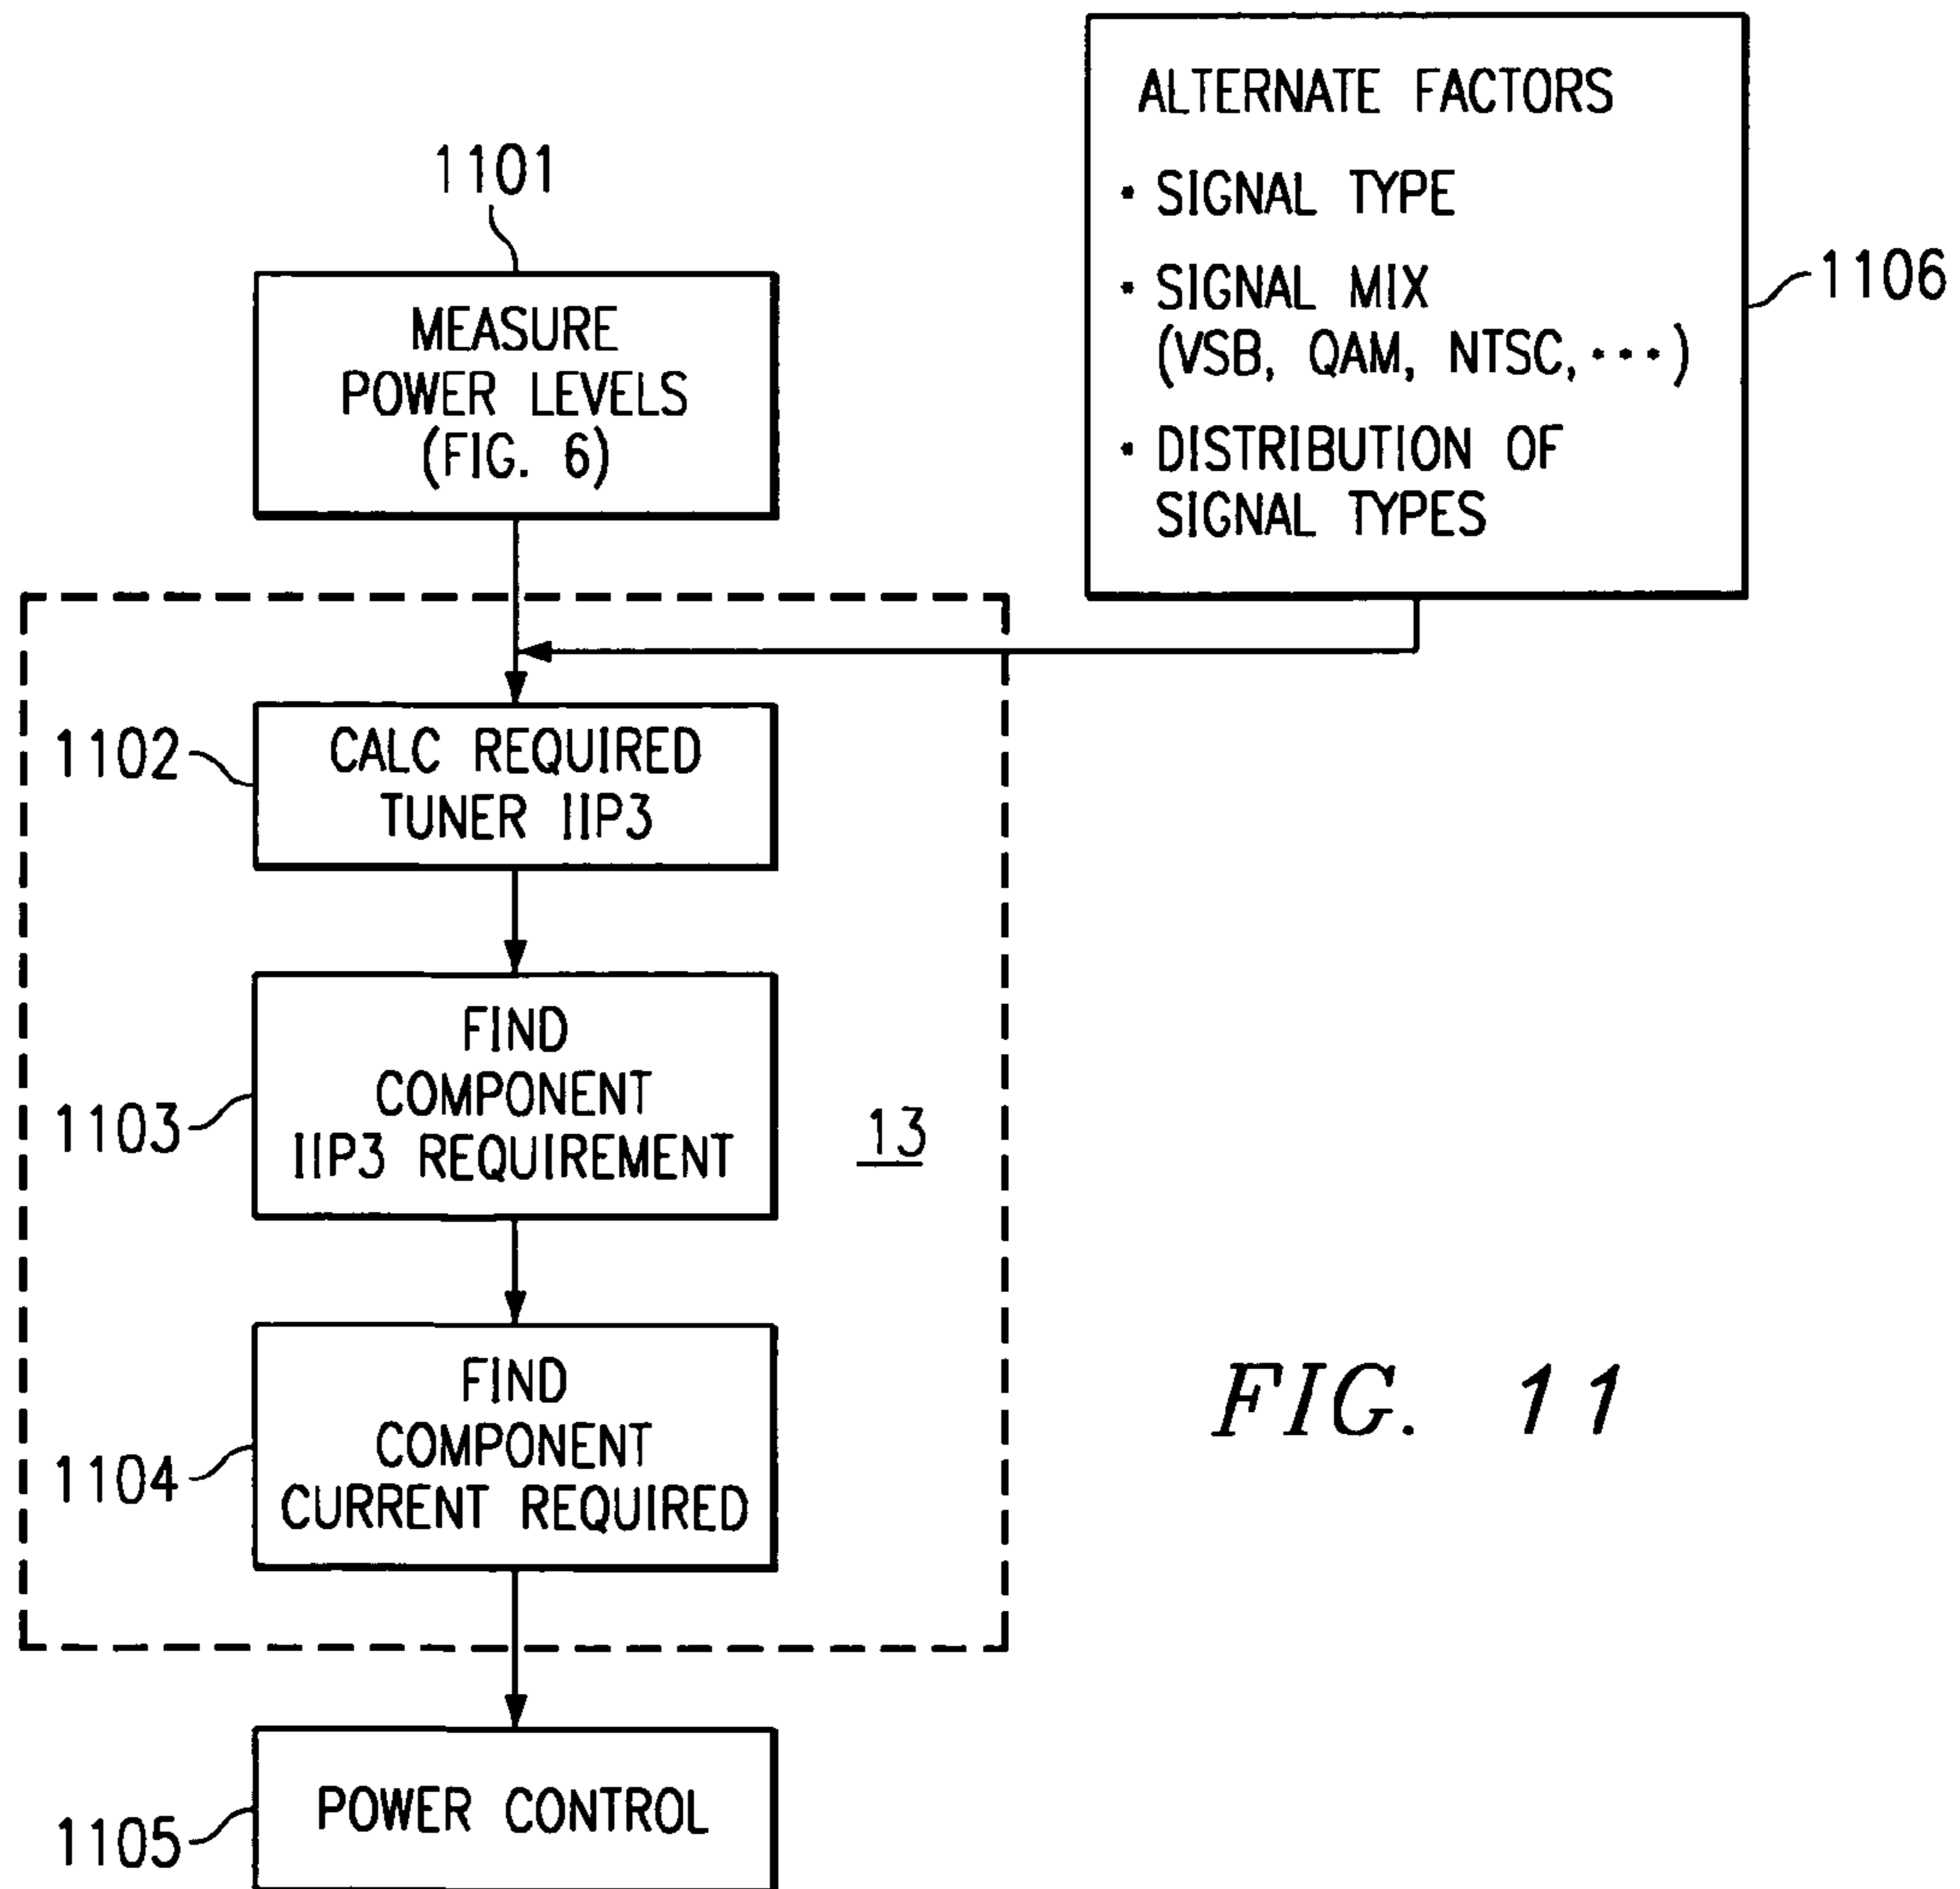 1101
MEASURE
POWER LEVELS
(FIG. 6)
ALTERNATE FACTORS
• SIGNAL TYPE
• SIGNAL MIX
(VSB, QAM, NTSC, • • •)
• DISTRIBUTION OF
SIGNAL TYPES
1106
1102
CALC REQUIRED
TUNER IIP3
1103
FIND
COMPONENT
IIP3 REQUIREMENT
13
1104
FIND
COMPONENT
CURRENT REQUIRED
1105
POWER CONTROL
FIG. 11